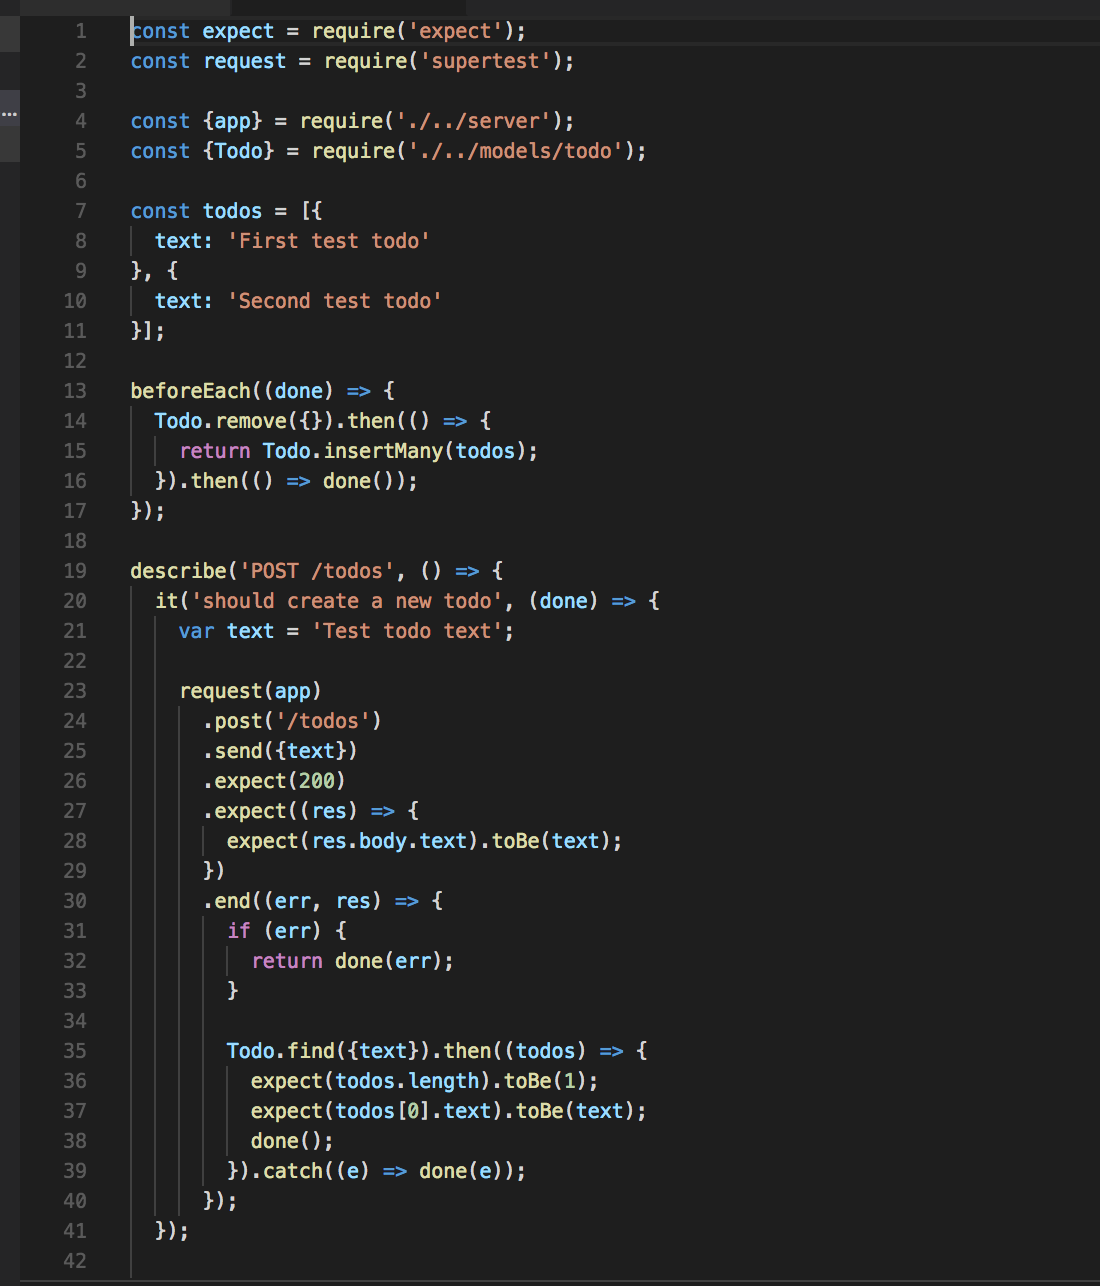 1 const expect = require('expect');
2 const request = require('supertest');
3
4 const {app} = require('./../server');
5 const {Todo} = require('./../models/todo');
6
7 const todos = [{
8   text: 'First test todo'
9 }, {
10   text: 'Second test todo'
11 }];
12
13 beforeEach((done) => {
14   Todo.remove({}).then(() => {
15     return Todo.insertMany(todos);
16   }).then(() => done());
17 });
18
19 describe('POST /todos', () => {
20   it('should create a new todo', (done) => {
21     var text = 'Test todo text';
22
23     request(app)
24       .post('/todos')
25       .send({text})
26       .expect(200)
27       .expect((res) => {
28         expect(res.body.text).toBe(text);
29       })
30       .end((err, res) => {
31         if (err) {
32           return done(err);
33         }
34
35         Todo.find({text}).then((todos) => {
36           expect(todos.length).toBe(1);
37           expect(todos[0].text).toBe(text);
38           done();
39         }).catch((e) => done(e));
40       });
41   });
42